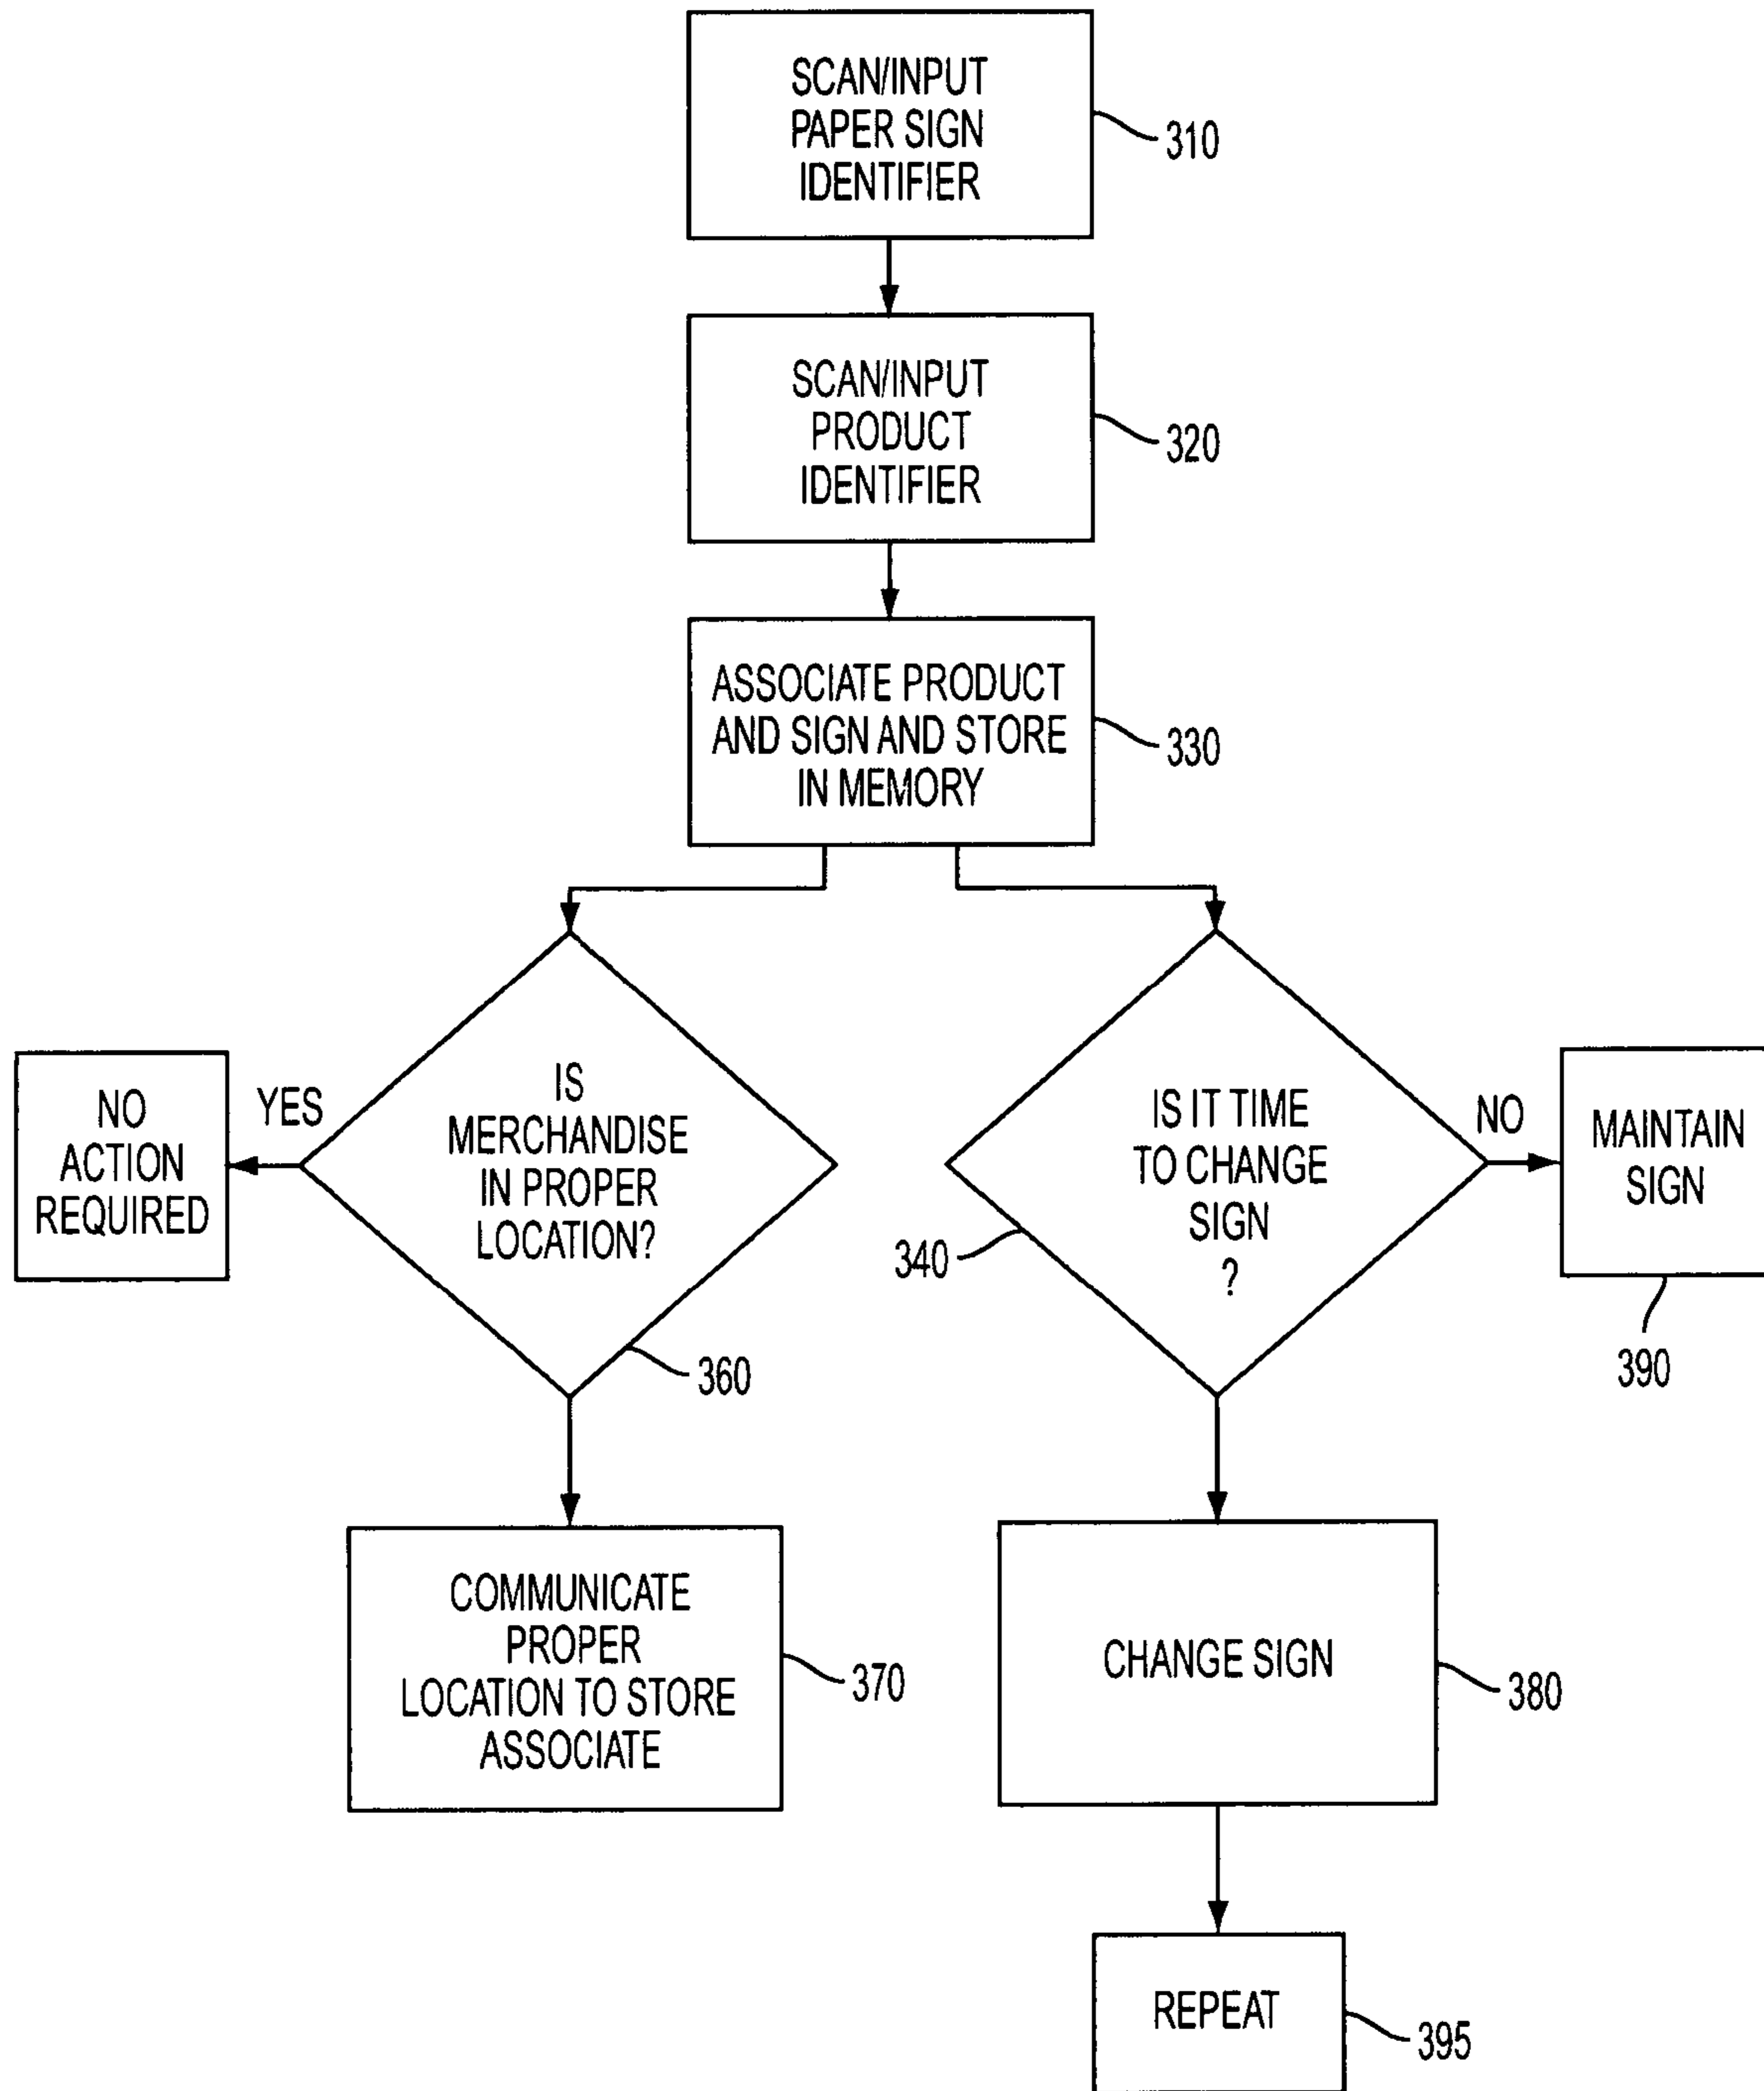 SCAN/INPUT
PAPER SIGN
IDENTIFIER
310
SCAN/INPUT
PRODUCT
IDENTIFIER
320
ASSOCIATE PRODUCT
AND SIGN AND STORE
IN MEMORY
330
NO
ACTION
REQUIRED
YES
IS
MERCHANDISE
IN PROPER
LOCATION?
360
IS IT TIME
TO CHANGE
SIGN
?
340
NO
MAINTAIN
SIGN
390
COMMUNICATE
PROPER
LOCATION TO STORE
ASSOCIATE
370
CHANGE SIGN
380
REPEAT
395